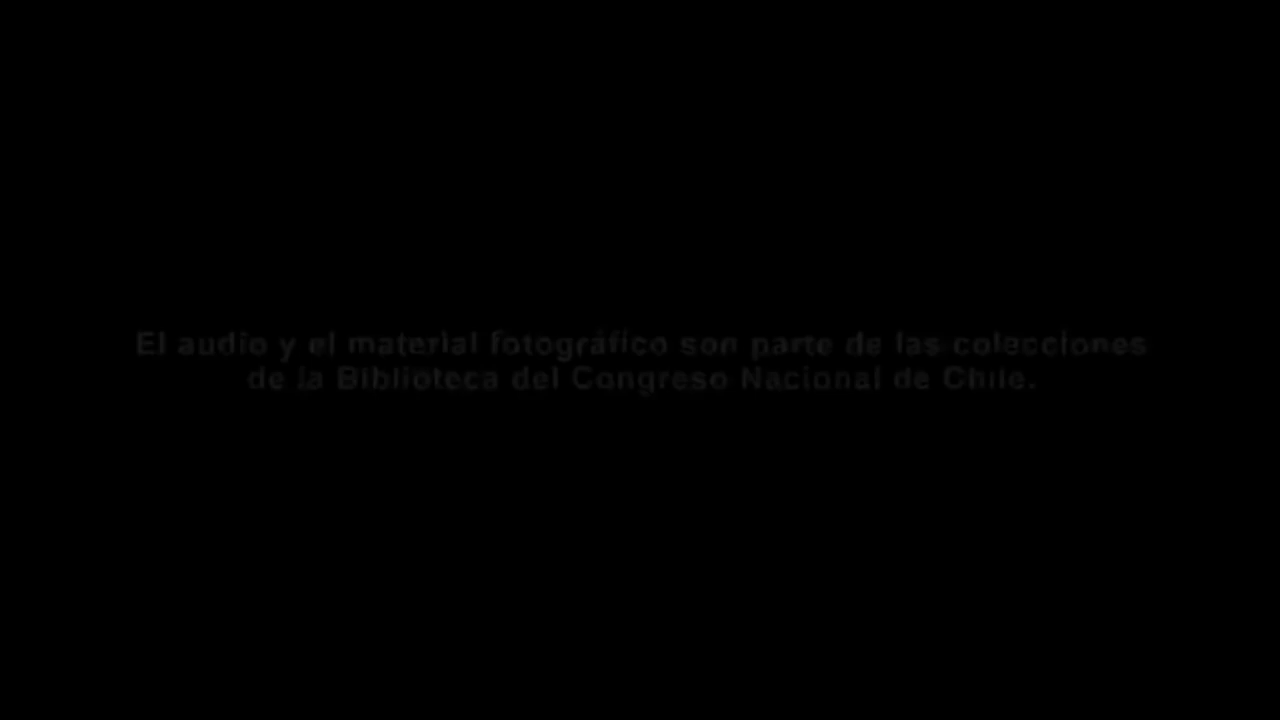 El audio y el material fotográfico son parte de las colecciones
de la Biblioteca del Congreso Nacional de Chile.